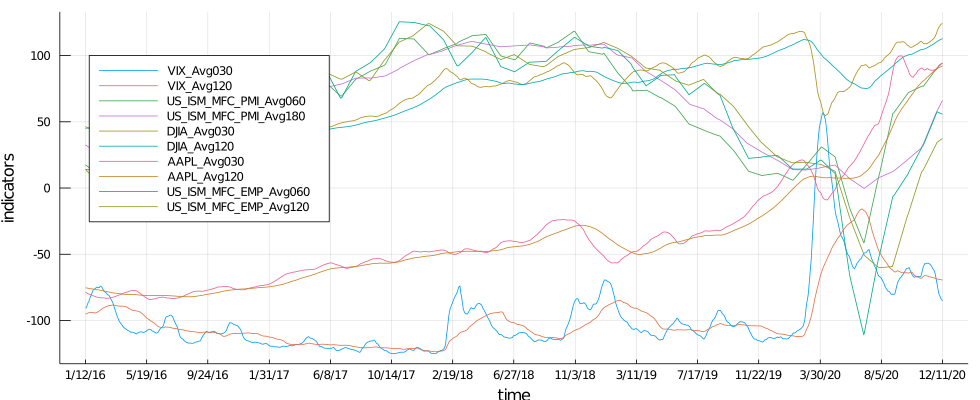 100
50
0
-50
-100
indicators
VIX_Avg030
VIX_Avg120
US_ISM_MFC_PMI_Avg060
US_ISM_MFC_PMI_Avg180
DJIA_Avg030
DJIA_Avg120
AAPL_Avg030
AAPL_Avg120
US_ISM_MFC_EMP_Avg060
US_ISM_MFC_EMP_Avg120
1/12/16 5/19/16 9/24/16 1/31/17 6/8/17 10/14/17 2/19/18 6/27/18 11/3/18 3/11/19 7/17/19 11/22/19 3/30/20 8/5/20 12/11/20
time